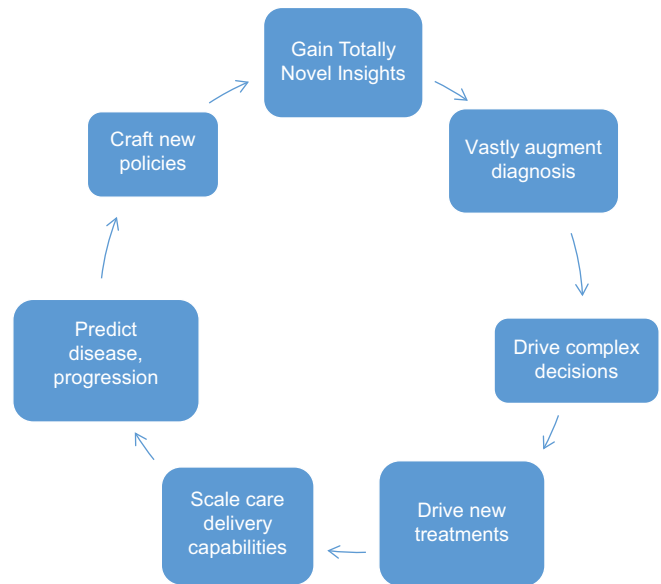 Gain Totally
Novel Insights
Vastly augment
diagnosis
Drive complex
decisions
Drive new
treatments
Scale care
delivery
capabilities
Predict
disease,
progression
Craft new
policies